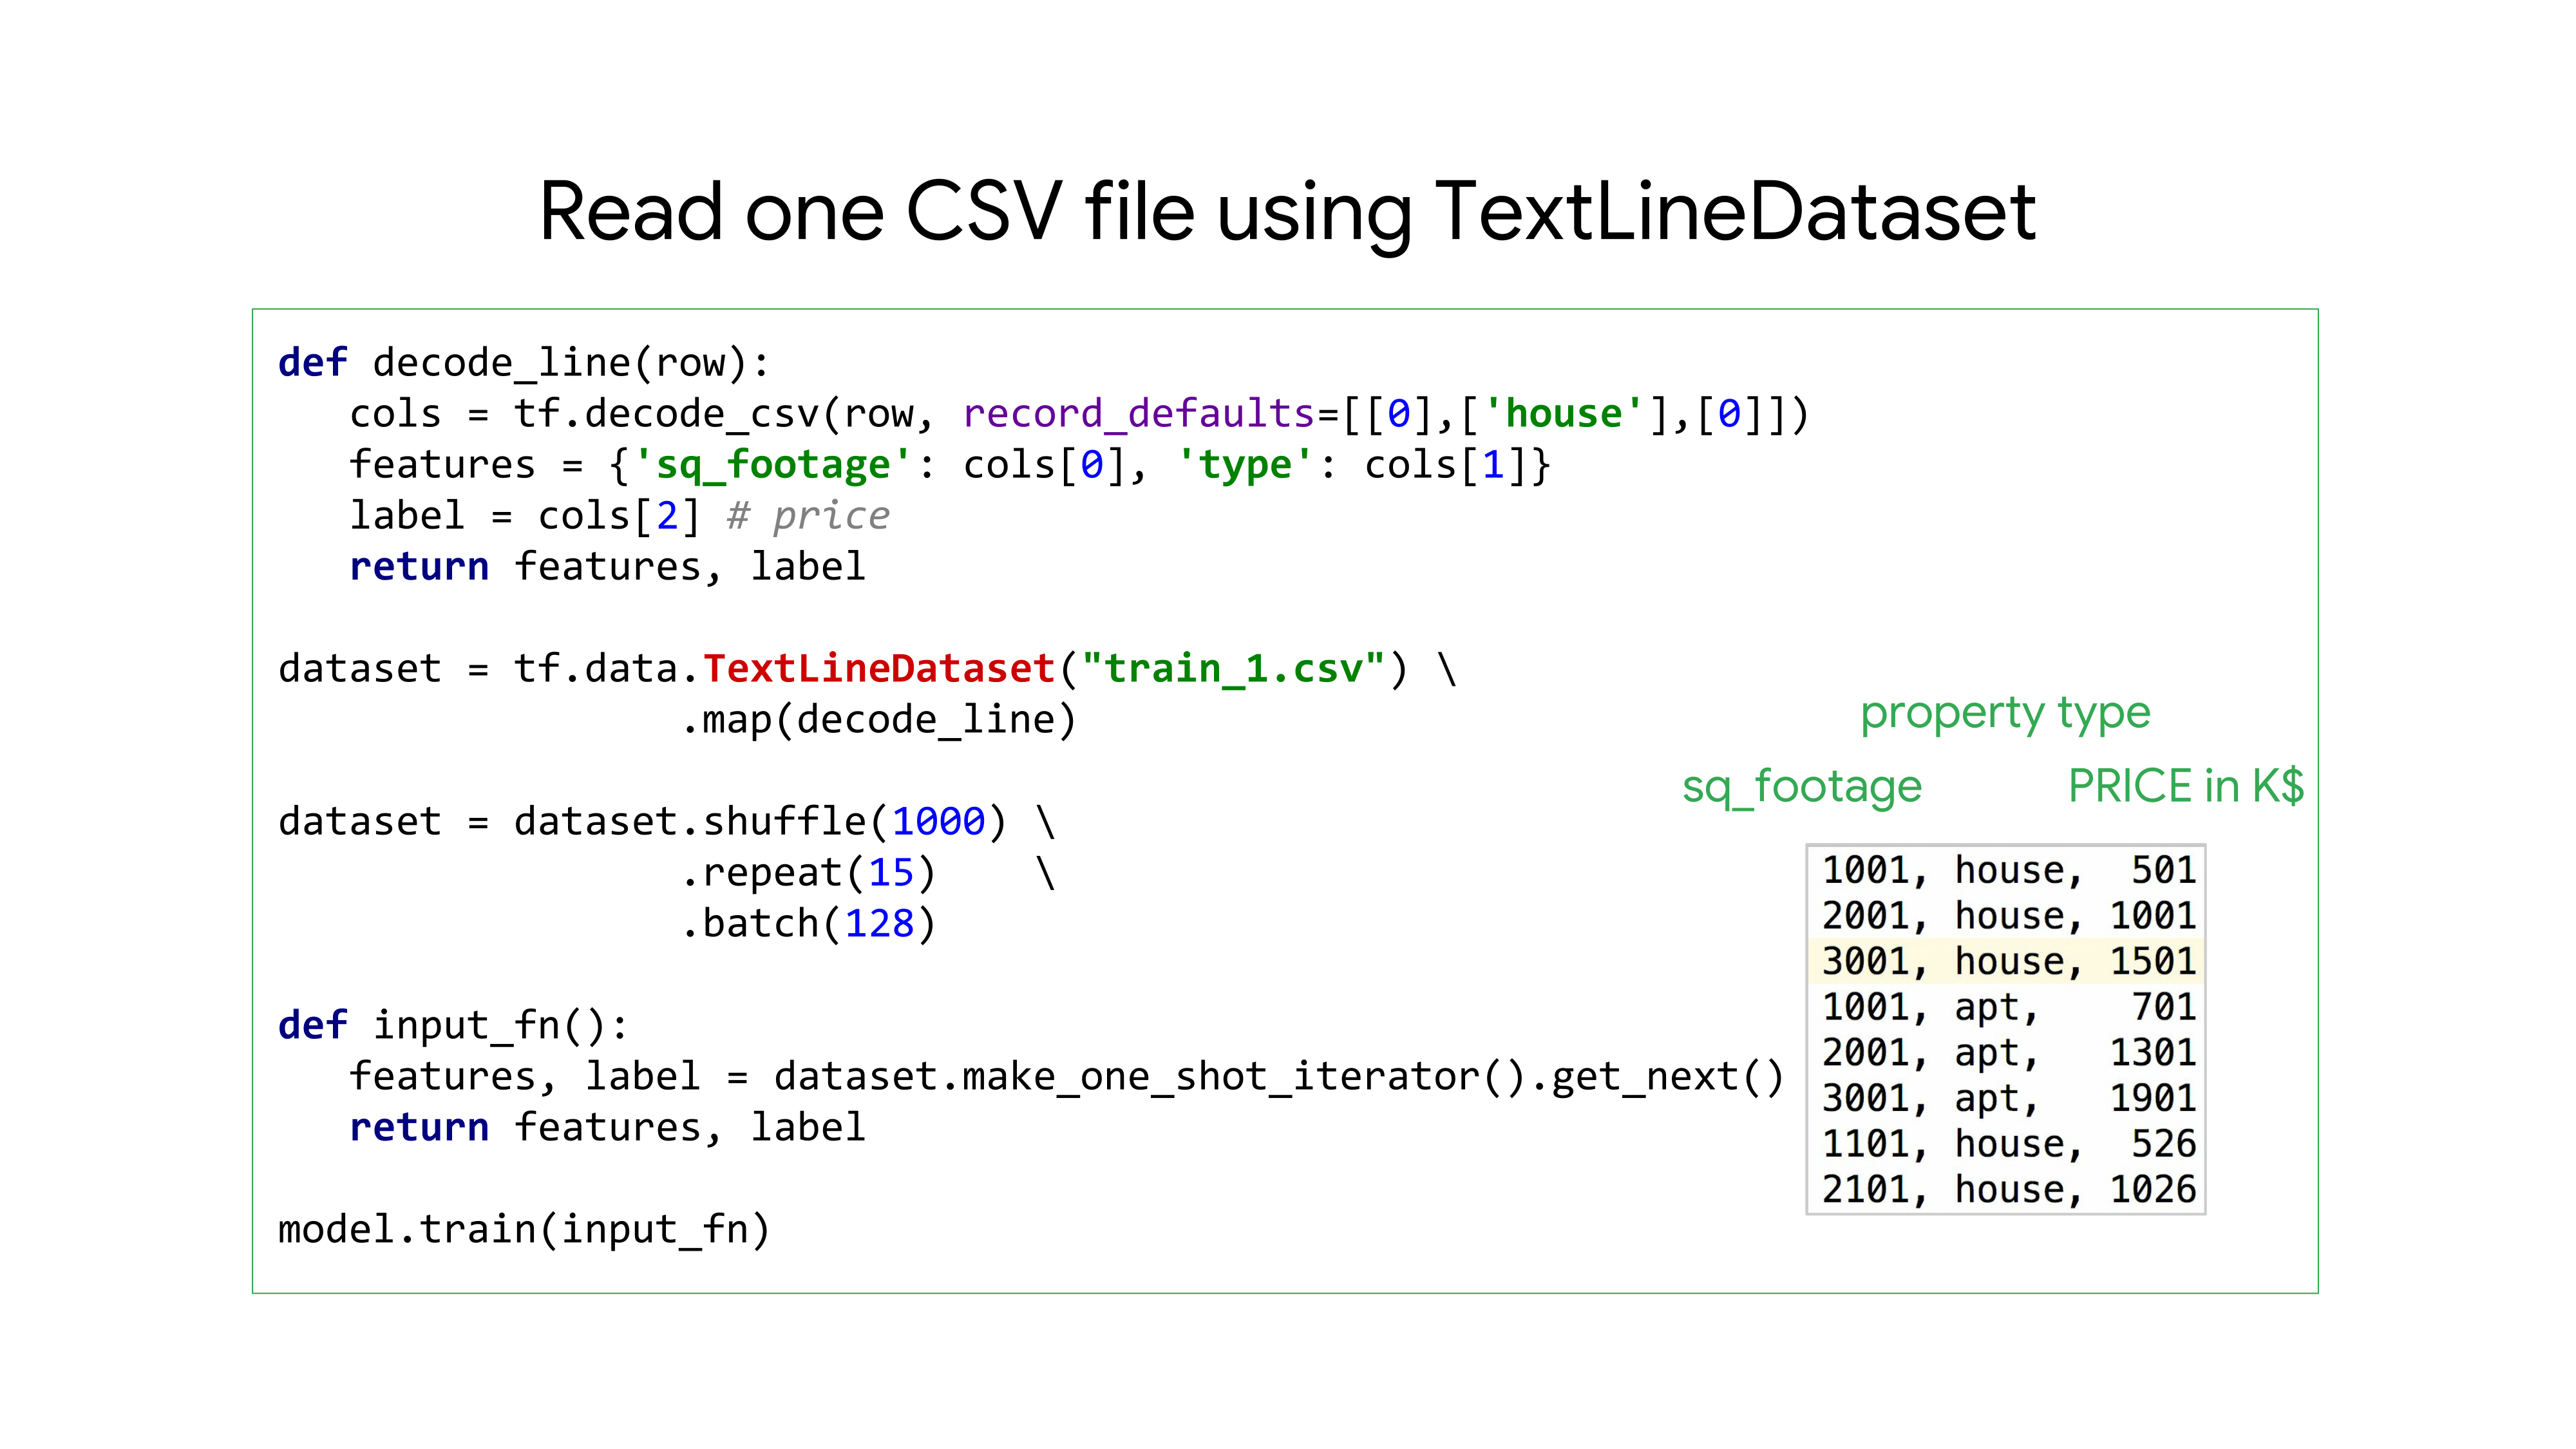 Read one CSV file using TextLineDataset
def decode_line(row):
   cols = tf.decode_csv(row, record_defaults=[[0],['house'],[0]])
   features = {'sq_footage': cols[0], 'type': cols[1]}
   label = cols[2] # price
   return features, label
dataset = tf.data.TextLineDataset("train_1.csv") \
                 .map(decode_line)
dataset = dataset.shuffle(1000) \
                 .repeat(15)    \
                 .batch(128)
def input_fn():
   features, label = dataset.make_one_shot_iterator().get_next()
   return features, label
model.train(input_fn)
property type
sq_footage PRICE in K$
1001, house,  501
2001, house, 1001
3001, house, 1501
1001, apt,    701
2001, apt,   1301
3001, apt,   1901
1101, house,  526
2101, house, 1026